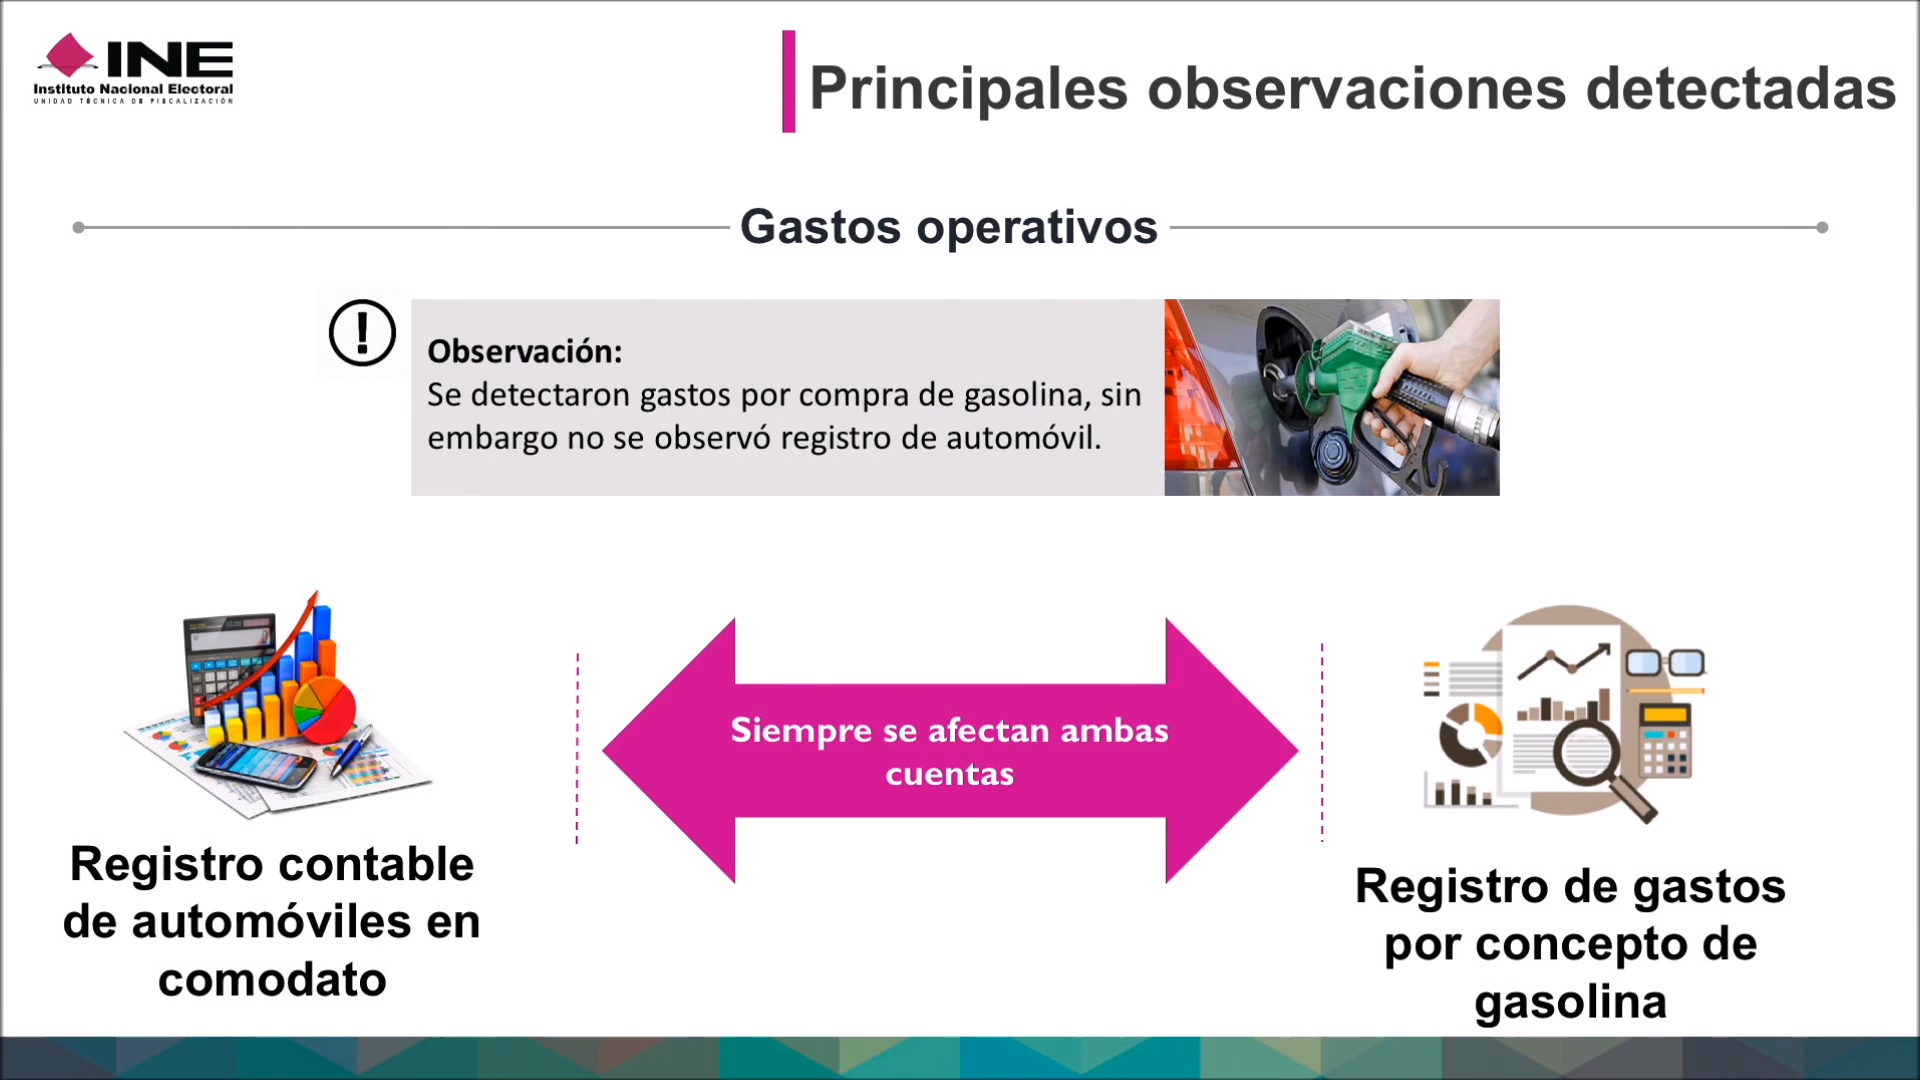 INE
Instituto Nacional Electoral
UNIDAD TÉCNICA DE FISCALIZACIÓN
Principales observaciones detectadas
Gastos operativos
!
Observación:
Se detectaron gastos por compra de gasolina, sin
embargo no se observó registro de automóvil.
Siempre se afectan ambas
cuentas
Registro contable
de automóviles en
comodato
Registro de gastos
por concepto de
gasolina